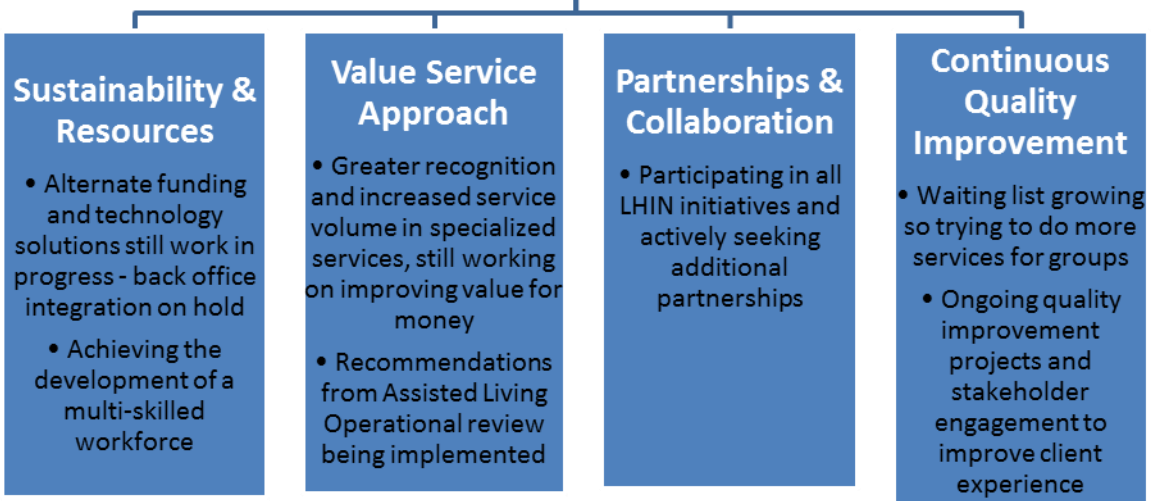 Sustainability &
Resources
• Alternate funding
and technology
solutions still work in
progress - back office
integration on hold
• Achieving the
development of a
multi-skilled
workforce
Value Service
Approach
• Greater recognition
and increased service
volume in specialized
services, still working
on improving value for
money
• Recommendations
from Assisted Living
Operational review
being implemented
Partnerships &
Collaboration
• Participating in all
LHIN initiatives and
actively seeking
additional
partnerships
Continuous
Quality
Improvement
• Waiting list growing
so trying to do more
services for groups
• Ongoing quality
improvement
projects and
stakeholder
engagement to
improve client
experience